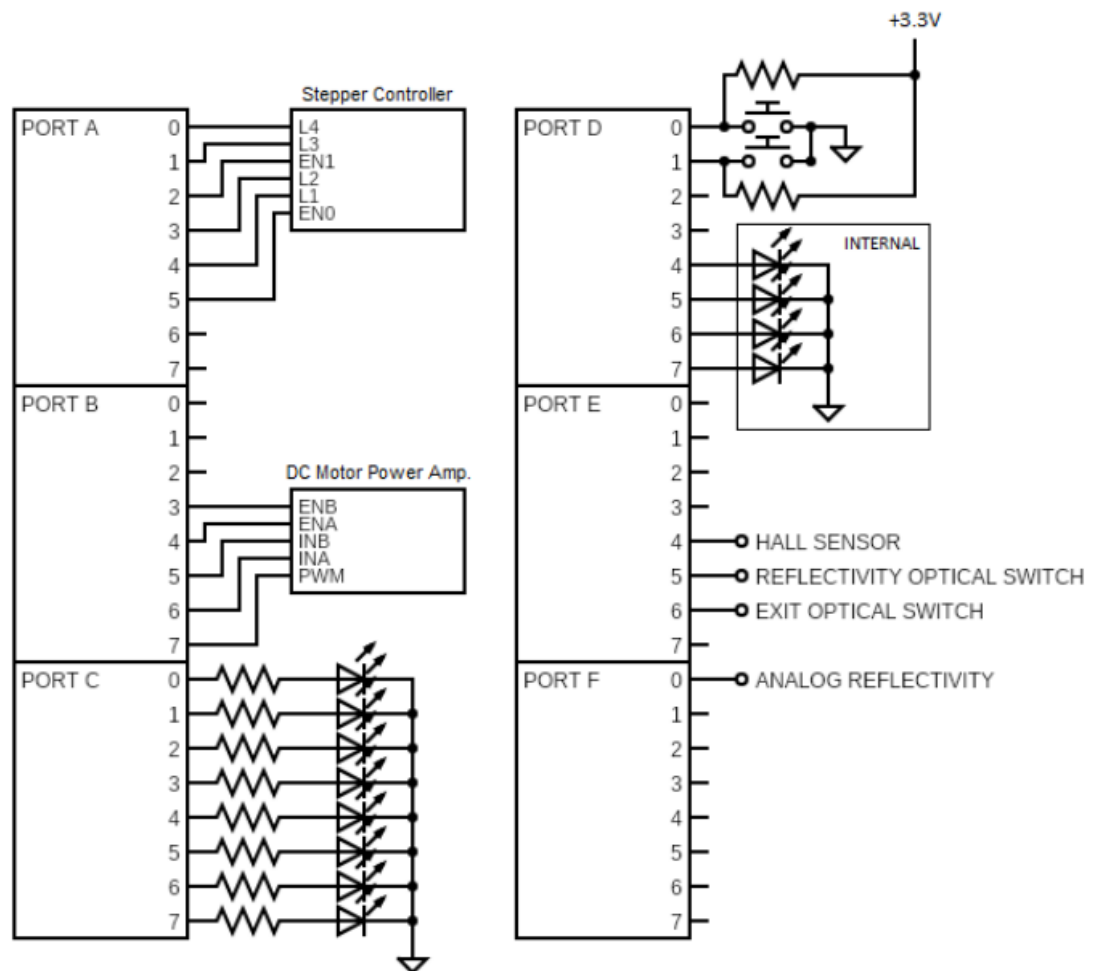 +3.3V
Stepper Controller
PORT A
0
1
2
3
4
5
6
7
L4
L3
EN1
L2
L1
EN0
PORT B
0
1
2
3
4
5
6
7
DC Motor Power Amp.
ENB
ENA
INB
INA
PWM
PORT C
0
1
2
3
4
5
6
7
PORT D
0
1
2
3
4
5
6
7
INTERNAL
PORT E
0
1
2
3
4
5
6
7
HALL SENSOR
REFLECTIVITY OPTICAL SWITCH
EXIT OPTICAL SWITCH
PORT F
0
1
2
3
4
5
6
7
ANALOG REFLECTIVITY